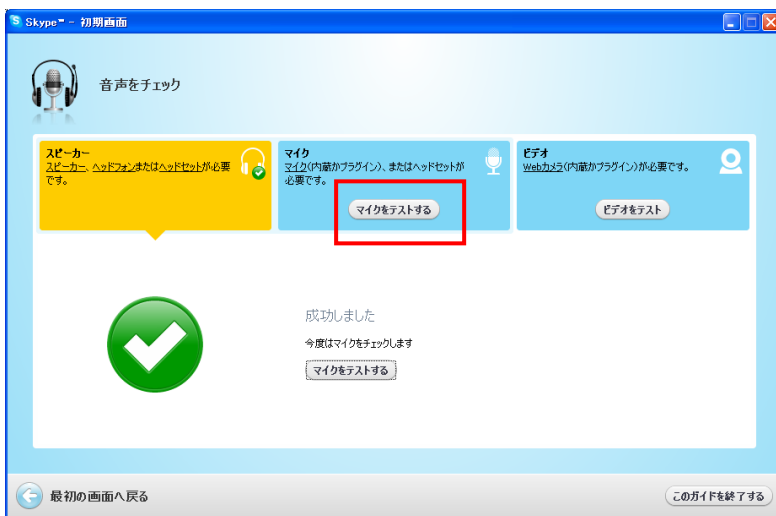 Skype™ - 初期画面
音声をチェック
スピーカー
スピーカー、ヘッドフォンまたはヘッドセットが必要
です。
マイク
マイク(内蔵かプラグイン)、またはヘッドセットが
必要です。
マイクをテストする
ビデオ
Webカメラ(内蔵かプラグイン)が必要です。
ビデオをテスト
成功しました
今度はマイクをチェックします
マイクをテストする
最初の画面へ戻る
このガイドを終了する